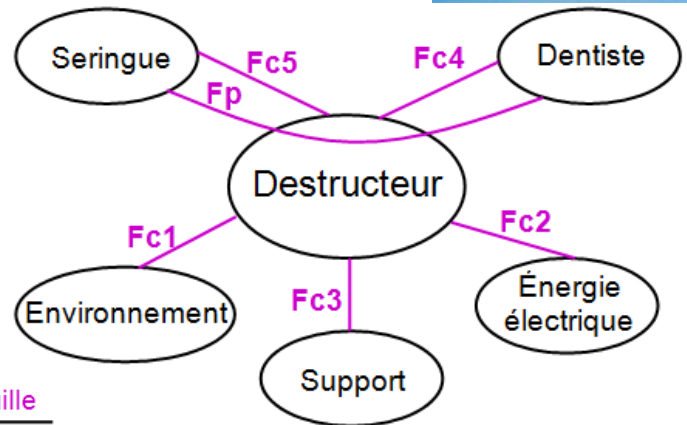 Seringue
Fc5
Fc4
Dentiste
Fp
Destructeur
Fc1
Fc2
Environnement
Fc3
Énergie
électrique
Support
ille